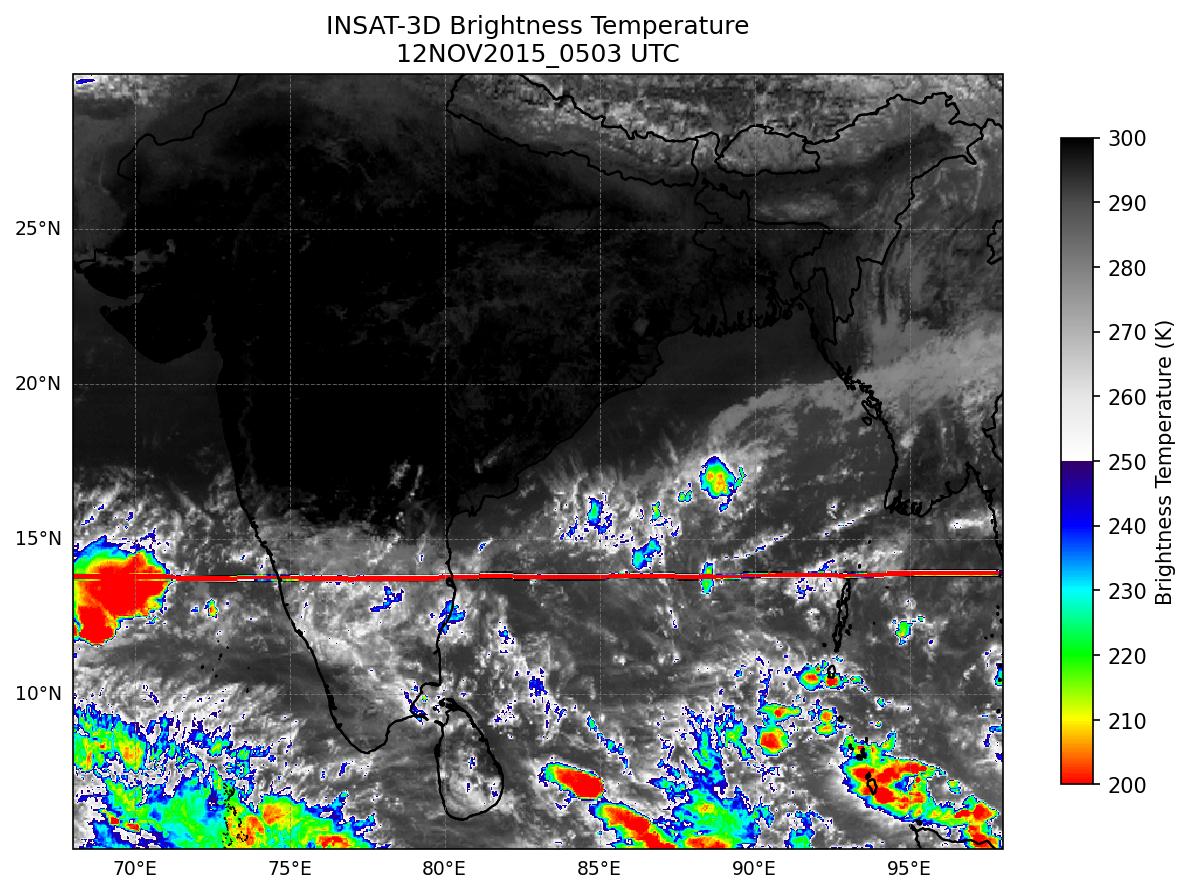 INSAT-3D Brightness Temperature
12NOV2015_0503 UTC
25°N
20°N
15°N
10°N
70°E
75°E
80°E
85°E
90°E
95°E
300
290
280
270
260
250
240
230
220
210
200
Brightness Temperature (K)